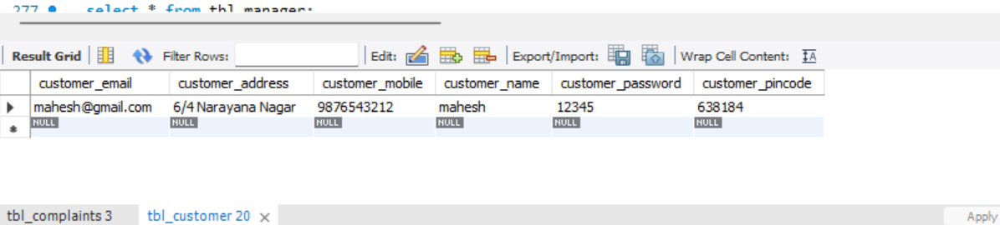 277 select * from tbl_manager;
Result Grid Filter Rows: Edit: Export/Import: Wrap Cell Content:
customer_email customer_address customer_mobile customer_name customer_password customer_pincode
mahesh@gmail.com 6/4 Narayana Nagar 9876543212 mahesh 12345 638184
NULL NULL NULL NULL NULL NULL
tbl_complaints 3 tbl_customer 20 Apply